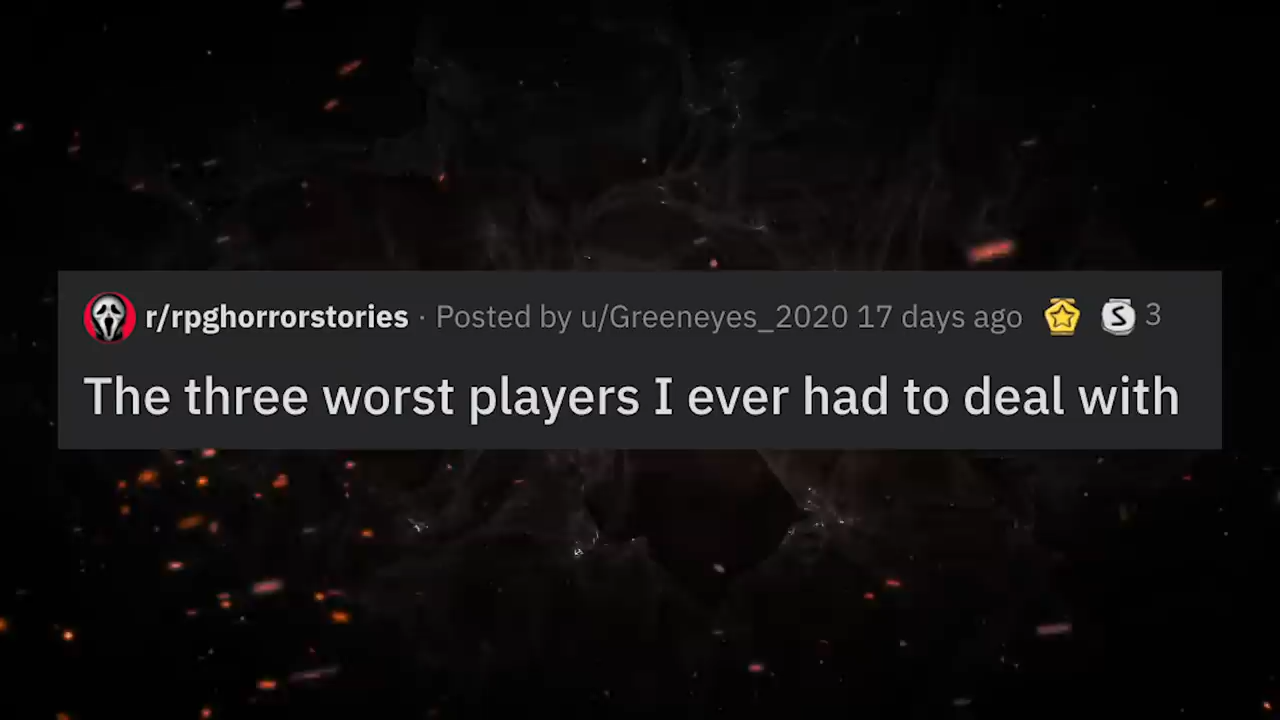 r/rpghorrorstories · Posted by u/Greeneyes_2020 17 days ago S 3
The three worst players I ever had to deal with